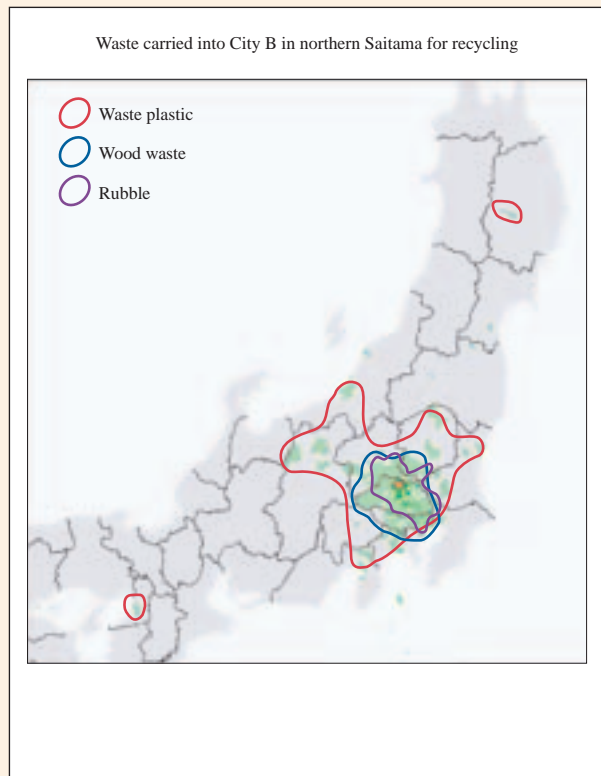 Waste carried into City B in northern Saitama for recycling
Waste plastic
Wood waste
Rubble